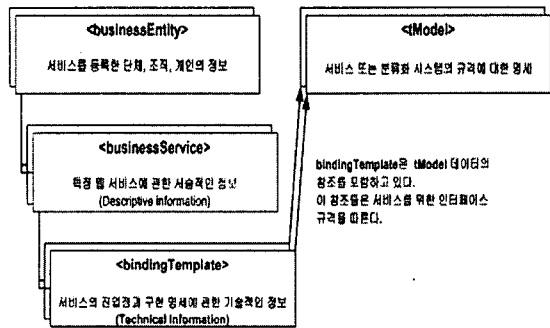 <businessEntity>
서비스를 등록한 단체, 조직, 개인의 정보
<tModel>
서비스 또는 분류화 시스템의 규격에 대한 명세
<businessService>
특정 웹 서비스에 관한 서술적인 정보
(Descriptive information)
bindingTemplate은 tModel 데이터의
참조를 포함하고 있다.
이 참조들은 서비스를 위한 인터페이스
규격을 따른다.
<bindingTemplate>
서비스의 진입점과 구현 명세에 관한 기술적인 정보
(Technical Information)